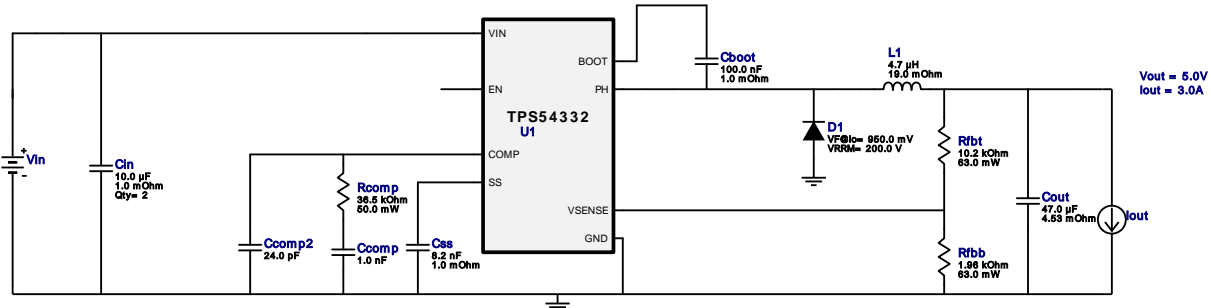 VIN
BOOT
EN
PH
TPS54332
U1
COMP
SS
VSENSE
GND
Vin
+
-
Cin
10.0 µF
1.0 mOhm
Qty= 2
Ccomp2
24.0 pF
Rcomp
36.5 kOhm
50.0 mW
Ccomp
1.0 nF
Css
8.2 nF
1.0 mOhm
Cboot
100.0 nF
1.0 mOhm
D1
VF@Io= 950.0 mV
VRRM= 200.0 V
L1
4.7 µH
19.0 mOhm
Rfbt
10.2 kOhm
63.0 mW
Rfbb
1.96 kOhm
63.0 mW
Cout
47.0 µF
4.53 mOhm
Iout
Vout = 5.0V
Iout = 3.0A